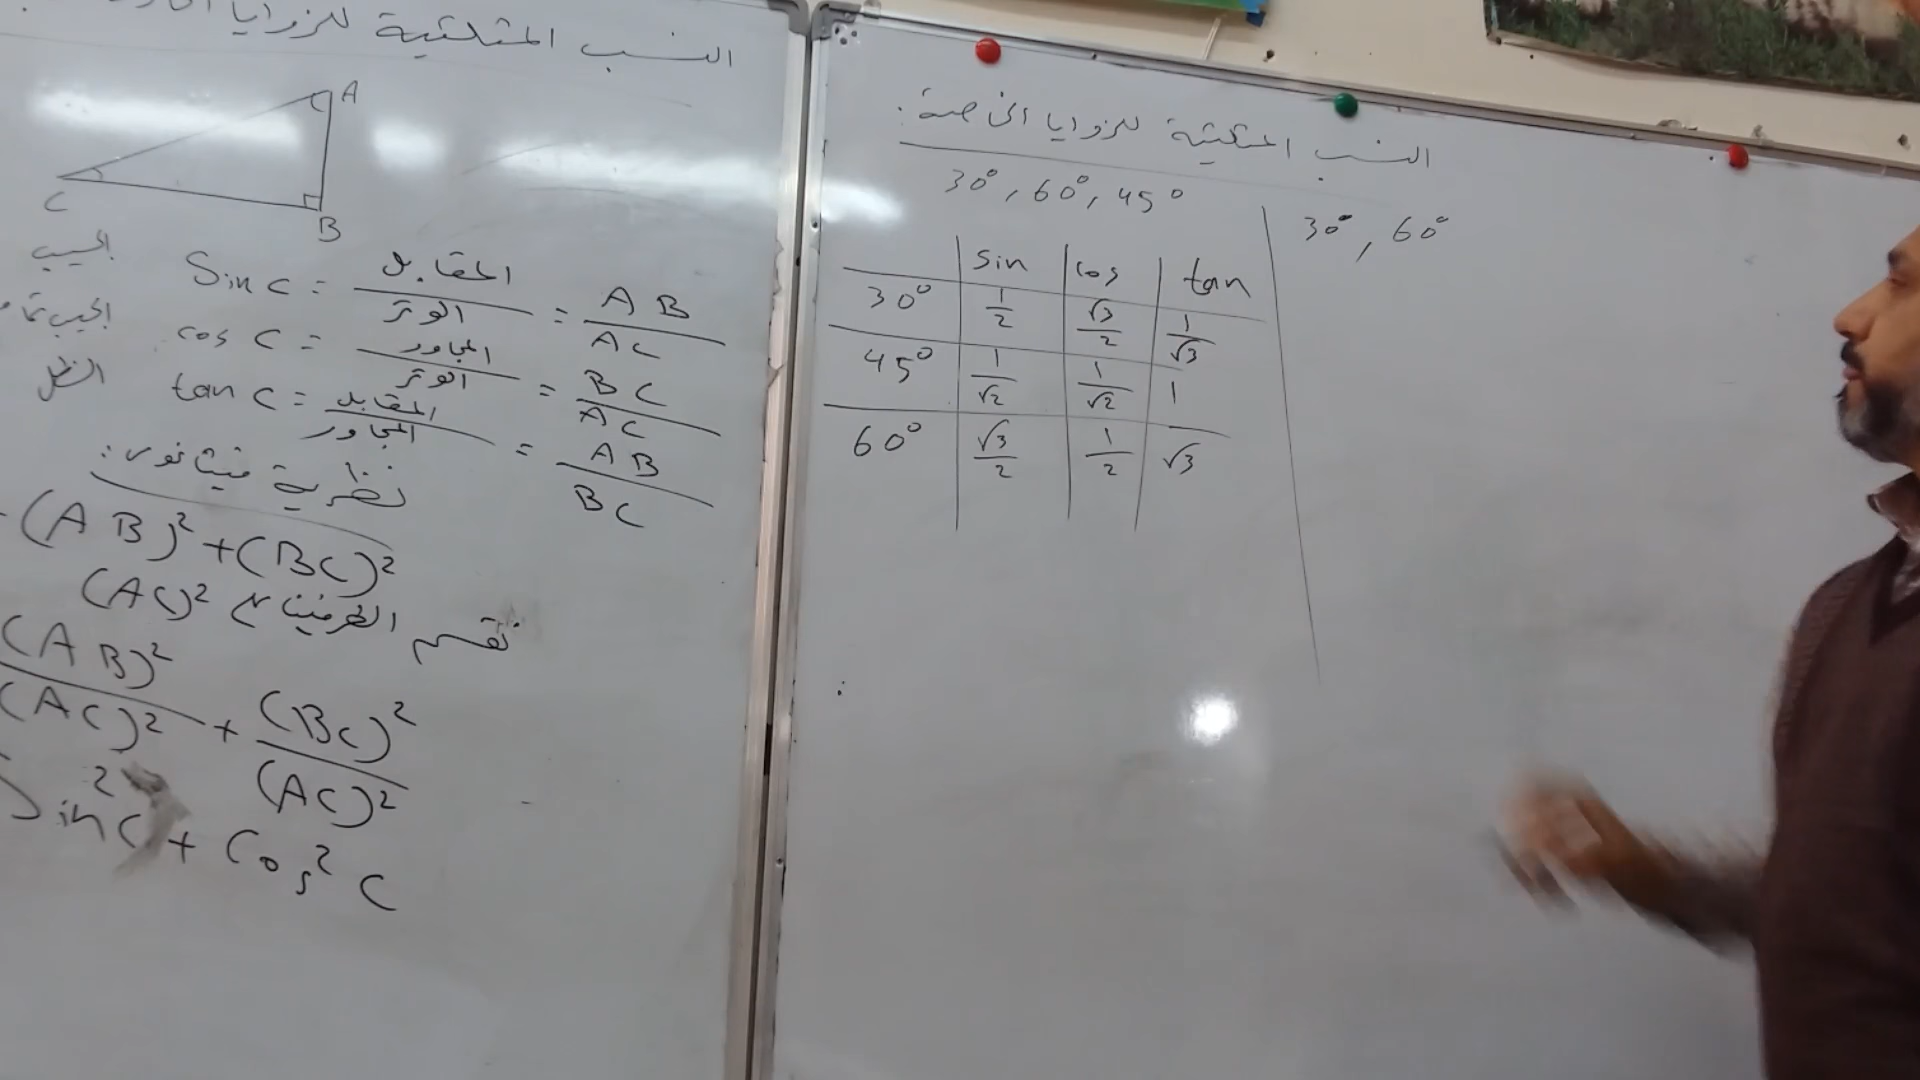 النسب المثلثية للزوايا
A
C
B
الجيب
Sin C = المقابل / الوتر = AB / AC
cos C = المجاور / الوتر = BC / AC
الظل
tan C = المقابل / المجاور = AB / BC
نظرية فيثاغورس:
(AB)² + (BC)²
نقسم الطرفين على (AC)²
(AB)² / (AC)² + (BC)² / (AC)²
Sin² C + Cos² C
النسب المثلثية للزوايا الخاصة:
30°, 60°, 45°
sin cos tan
30° 1/2 √3/2 1/√3
45° 1/√2 1/√2 1
60° √3/2 1/2 √3
30°, 60°